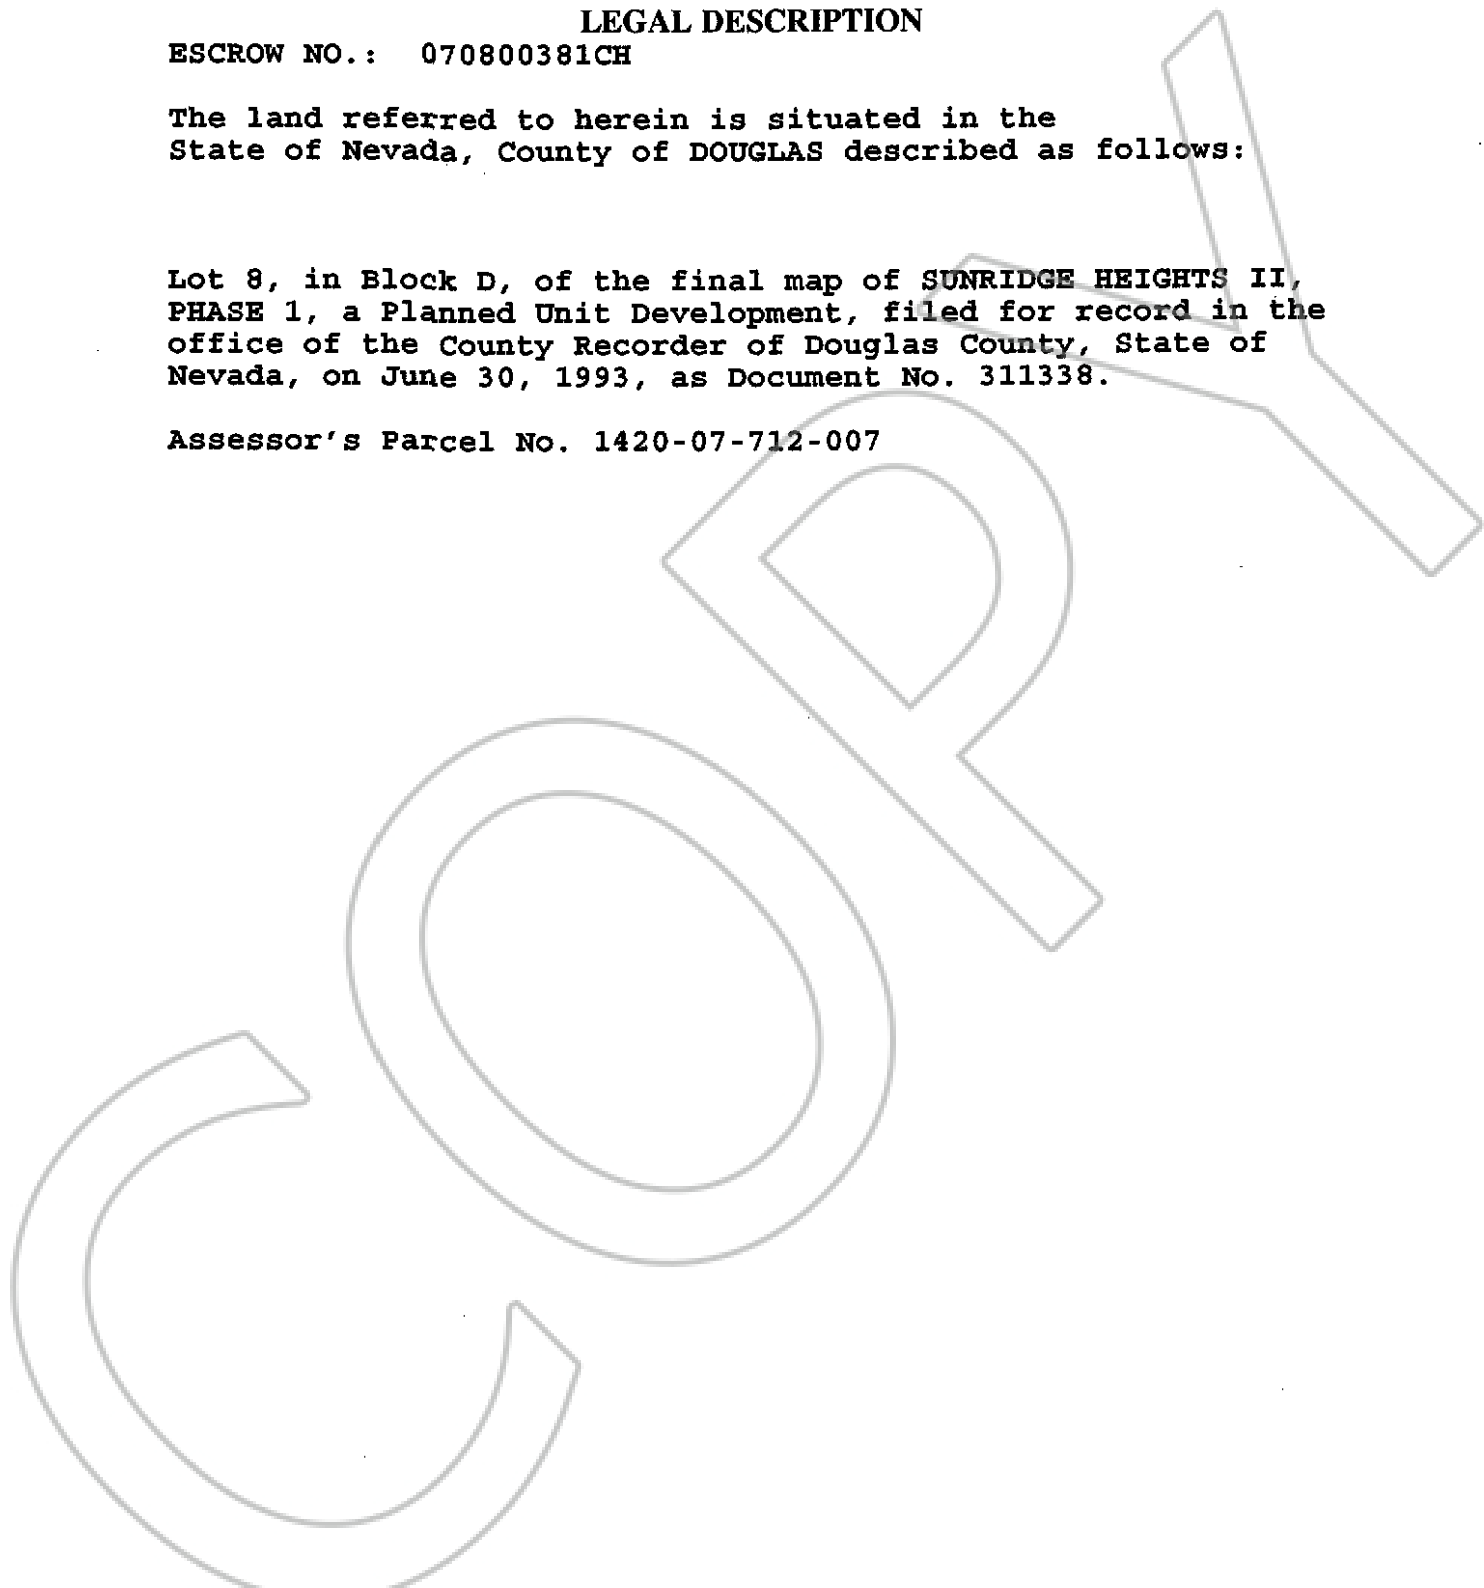 LEGAL DESCRIPTION
ESCROW NO.: 070800381CH
The land referred to herein is situated in the
State of Nevada, County of DOUGLAS described as follows:
Lot 8, in Block D, of the final map of SUNRIDGE HEIGHTS II,
PHASE 1, a Planned Unit Development, filed for record in the
office of the County Recorder of Douglas County, State of
Nevada, on June 30, 1993, as Document No. 311338.
Assessor's Parcel No. 1420-07-712-007
COPY